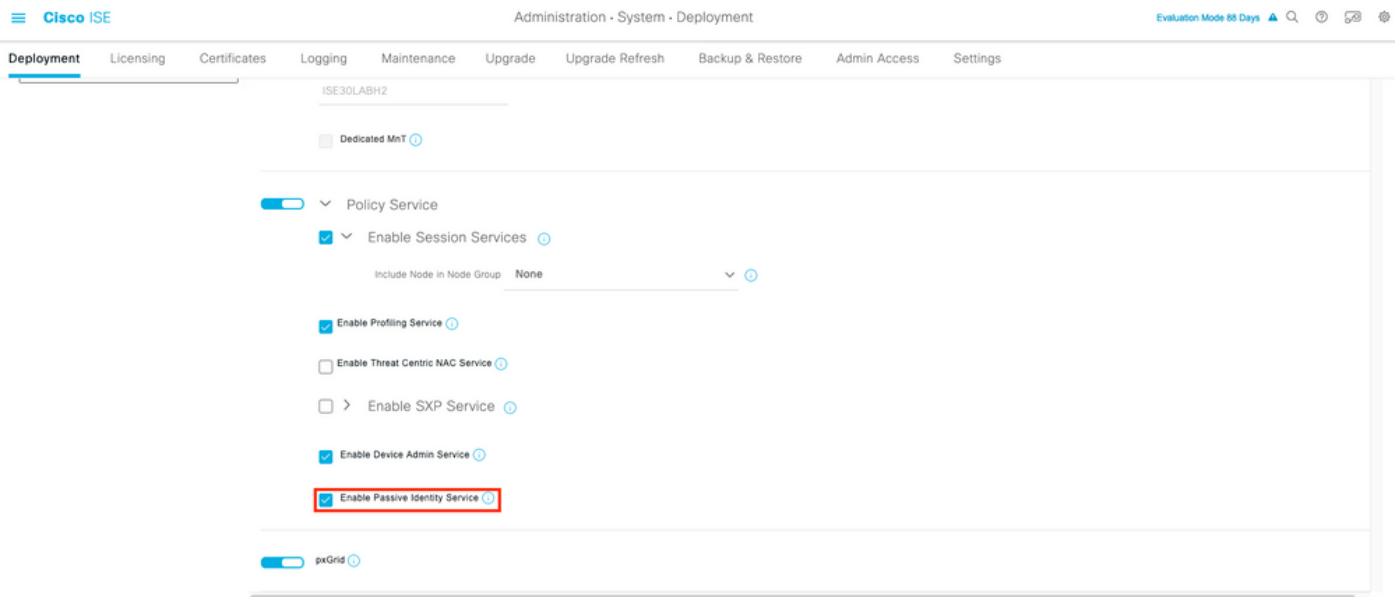 Cisco ISE
Administration · System · Deployment
Evaluation Mode 88 Days
Deployment Licensing Certificates Logging Maintenance Upgrade Upgrade Refresh Backup & Restore Admin Access Settings
ISE30LABH2
Dedicated MnT
Policy Service
Enable Session Services
Include Node in Node Group None
Enable Profiling Service
Enable Threat Centric NAC Service
Enable SXP Service
Enable Device Admin Service
Enable Passive Identity Service
pxGrid